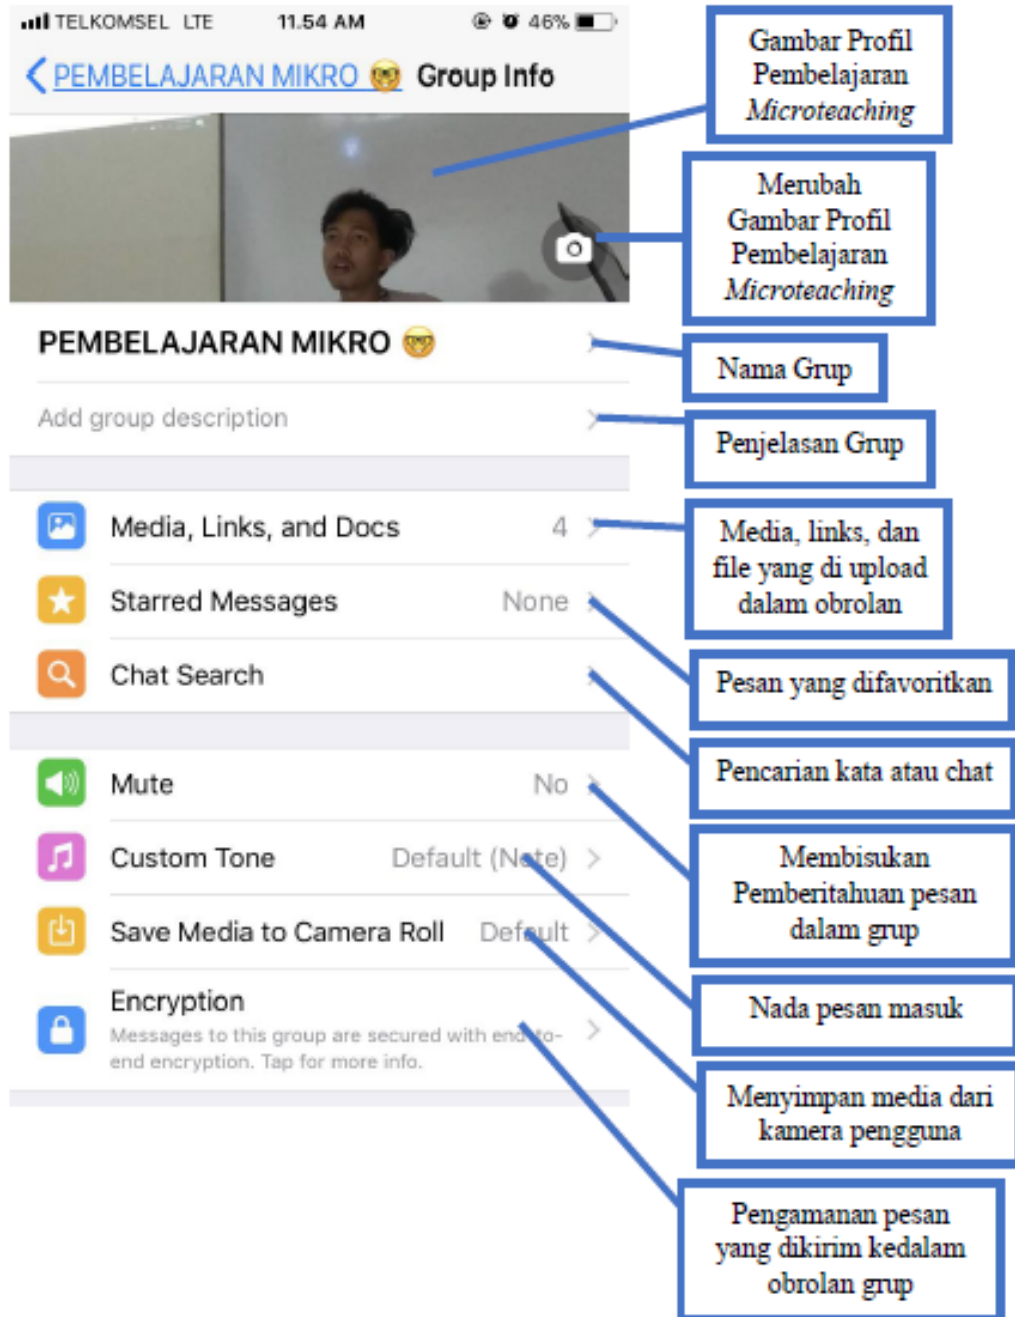 TELKOMSEL LTE 11.54 AM 46%
PEMBELAJARAN MIKRO 🤓 Group Info
PEMBELAJARAN MIKRO 🤓
Add group description
Media, Links, and Docs 4
Starred Messages None
Chat Search
Mute No
Custom Tone Default (Note)
Save Media to Camera Roll Default
Encryption
Messages to this group are secured with end-to-
end encryption. Tap for more info.
Gambar Profil
Pembelajaran
Microteaching
Merubah
Gambar Profil
Pembelajaran
Microteaching
Nama Grup
Penjelasan Grup
Media, links, dan
file yang di upload
dalam obrolan
Pesan yang difavoritkan
Pencarian kata atau chat
Membisukan
Pemberitahuan pesan
dalam grup
Nada pesan masuk
Menyimpan media dari
kamera pengguna
Pengamanan pesan
yang dikirim kedalam
obrolan grup